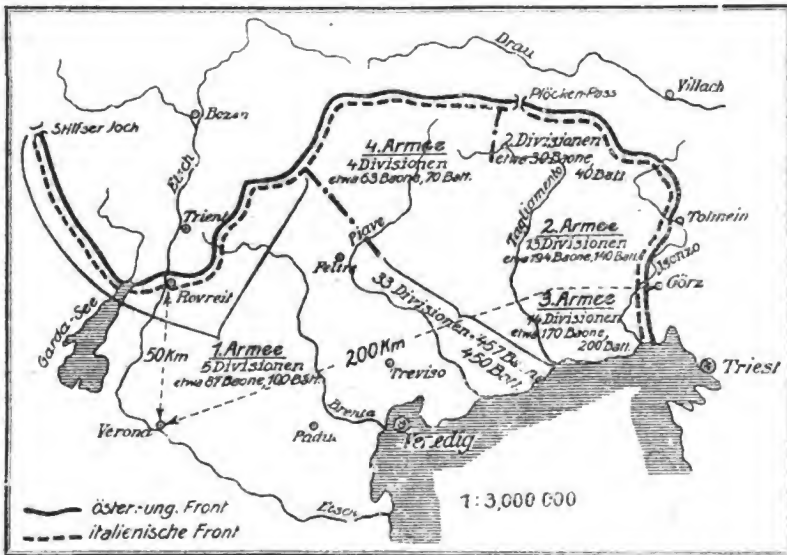 Drau
Villach
Plöcken-Pass
Bozen
Stilfser Joch
Etsch
4. Armee
4 Divisionen
etwa 63 Baone, 70 Batt.
2. Divisionen
etwa 30 Baone
40 Batt.
Tagliamento
Trient
Piave
Tolmein
2. Armee
13 Divisionen
etwa 194 Baone, 140 Batt.
Isonzo
Feltre
Rovreit
Görz
Garda-See
3. Armee
14 Divisionen
etwa 170 Baone,
200 Batt.
33 Divisionen, 457 Baone
450 Batt.
50 Km
200 Km
1. Armee
5 Divisionen
etwa 87 Baone, 100 Batt.
Treviso
Triest
Brenta
Verona
Padua
Venedig
Etsch
1:3,000 000
österr-ung. Front
italienische Front